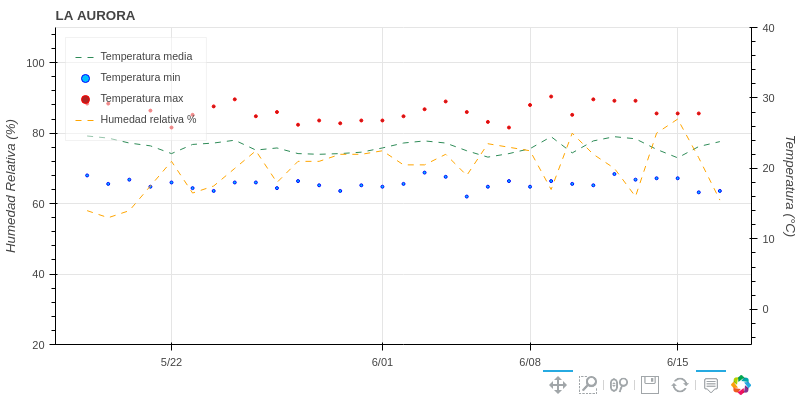 LA AURORA
Temperatura media
Temperatura min
Temperatura max
Humedad relativa %
Humedad Relativa (%)
100
80
60
40
20
Temperatura (°C)
40
30
20
10
0
5/22
6/01
6/08
6/15